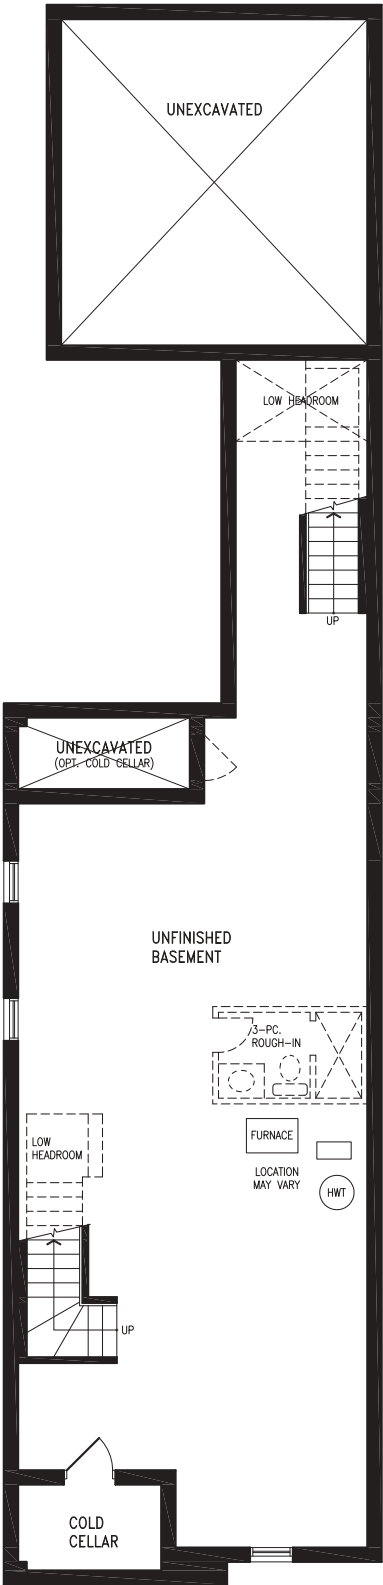 UNEXCAVATED
LOW HEADROOM
UP
UNEXCAVATED
(OPT. COLD CELLAR)
UNFINISHED
BASEMENT
3-PC.
ROUGH-IN
FURNACE
LOCATION
MAY VARY
HWT
LOW
HEADROOM
UP
COLD
CELLAR